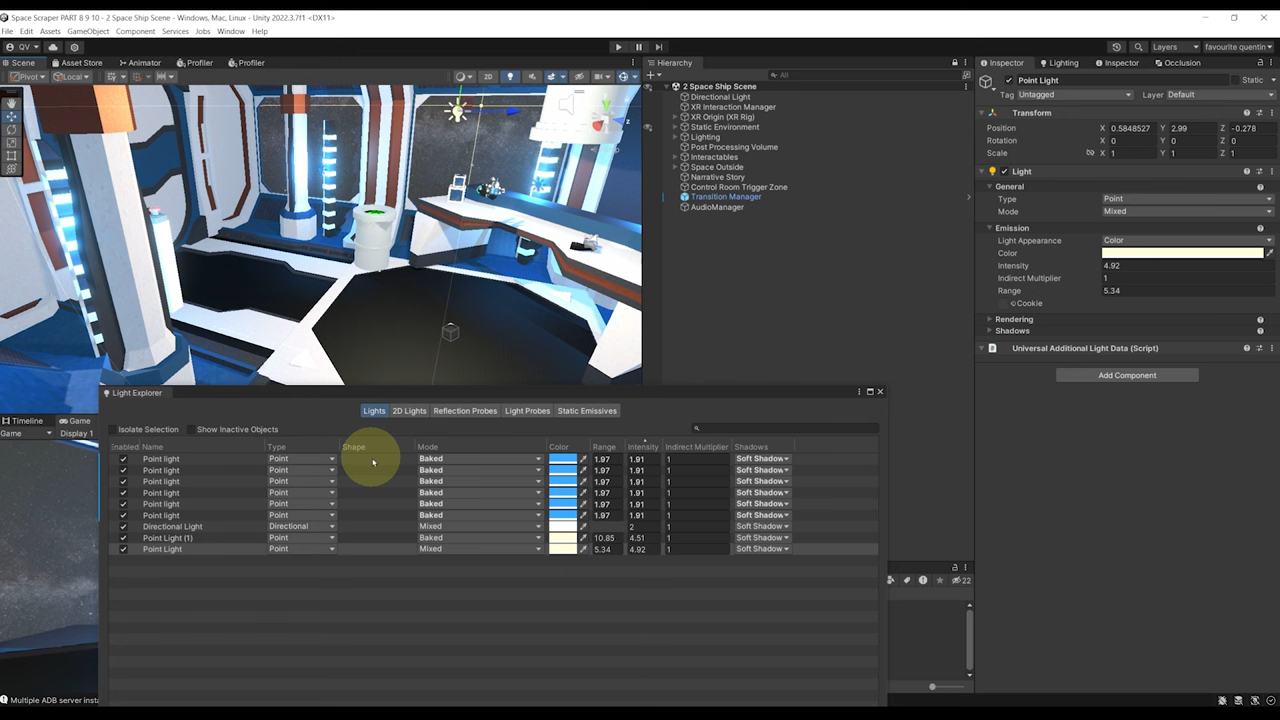 Space Scraper PART 8 9 10 - 2 Space Ship Scene - Windows, Mac, Linux - Unity 2022.3.7f1 <DX11>
File Edit Assets GameObject Component Services Jobs Window Help
QV Layers favourite quentin
Scene Asset Store Animator Profiler Profiler
Pivot Local 2D
Hierarchy
All
2 Space Ship Scene
Directional Light
XR Interaction Manager
XR Origin (XR Rig)
Static Environment
Lighting
Post Processing Volume
Interactables
Space Outside
Narrative Story
Control Room Trigger Zone
Transition Manager
AudioManager
Inspector Lighting Inspector Occlusion
Point Light Static
Tag Untagged Layer Default
Transform
Position X 0.5848527 Y 2.99 Z -0.278
Rotation X 0 Y 0 Z 0
Scale X 1 Y 1 Z 1
Light
General
Type Point
Mode Mixed
Emission
Light Appearance Color
Color
Intensity 4.92
Indirect Multiplier 1
Range 5.34
Cookie
Rendering
Shadows
Universal Additional Light Data (Script)
Add Component
Timeline Game
Game Display 1
Light Explorer
Lights 2D Lights Reflection Probes Light Probes Static Emissives
Isolate Selection Show Inactive Objects
Enabled Name Type Shape Mode Color Range Intensity Indirect Multiplier Shadows
Point light Point Baked 1.97 1.91 1 Soft Shadow
Point light Point Baked 1.97 1.91 1 Soft Shadow
Point light Point Baked 1.97 1.91 1 Soft Shadow
Point light Point Baked 1.97 1.91 1 Soft Shadow
Point light Point Baked 1.97 1.91 1 Soft Shadow
Point light Point Baked 1.97 1.91 1 Soft Shadow
Directional Light Directional Mixed 2 1 Soft Shadow
Point Light (1) Point Baked 10.85 4.51 1 Soft Shadow
Point Light Point Mixed 5.34 4.92 1 Soft Shadow
22
Multiple ADB server insta